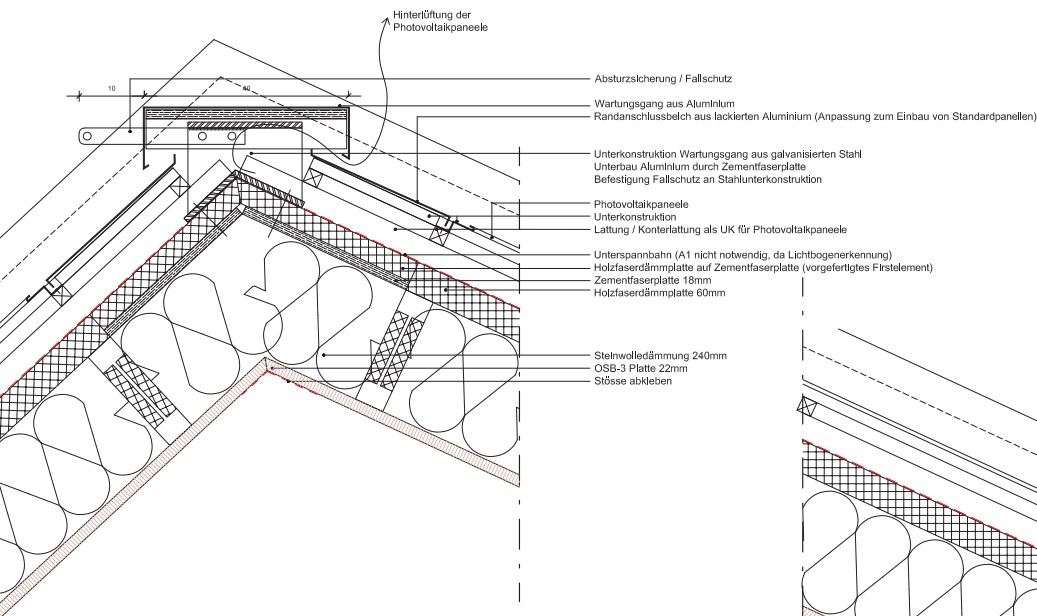 Hinterlüftung der
Photovoltaikpaneele
Absturzsicherung / Fallschutz
10
40
Wartungsgang aus Aluminium
Randanschlussbelch aus lackierten Aluminium (Anpassung zum Einbau von Standardpanellen)
Unterkonstruktion Wartungsgang aus galvanisierten Stahl
Unterbau Aluminium durch Zementfaserplatte
Befestigung Fallschutz an Stahlunterkonstruktion
Photovoltaikpaneele
Unterkonstruktion
Lattung / Konterlattung als UK für Photovoltaikpaneele
Unterspannbahn (A1 nicht notwendig, da Lichtbogenerkennung)
Holzfaserdämmplatte auf Zementfaserplatte (vorgefertigtes Firstelement)
Zementfaserplatte 18mm
Holzfaserdämmplatte 60mm
Steinwolledämmung 240mm
OSB-3 Platte 22mm
Stösse abkleben